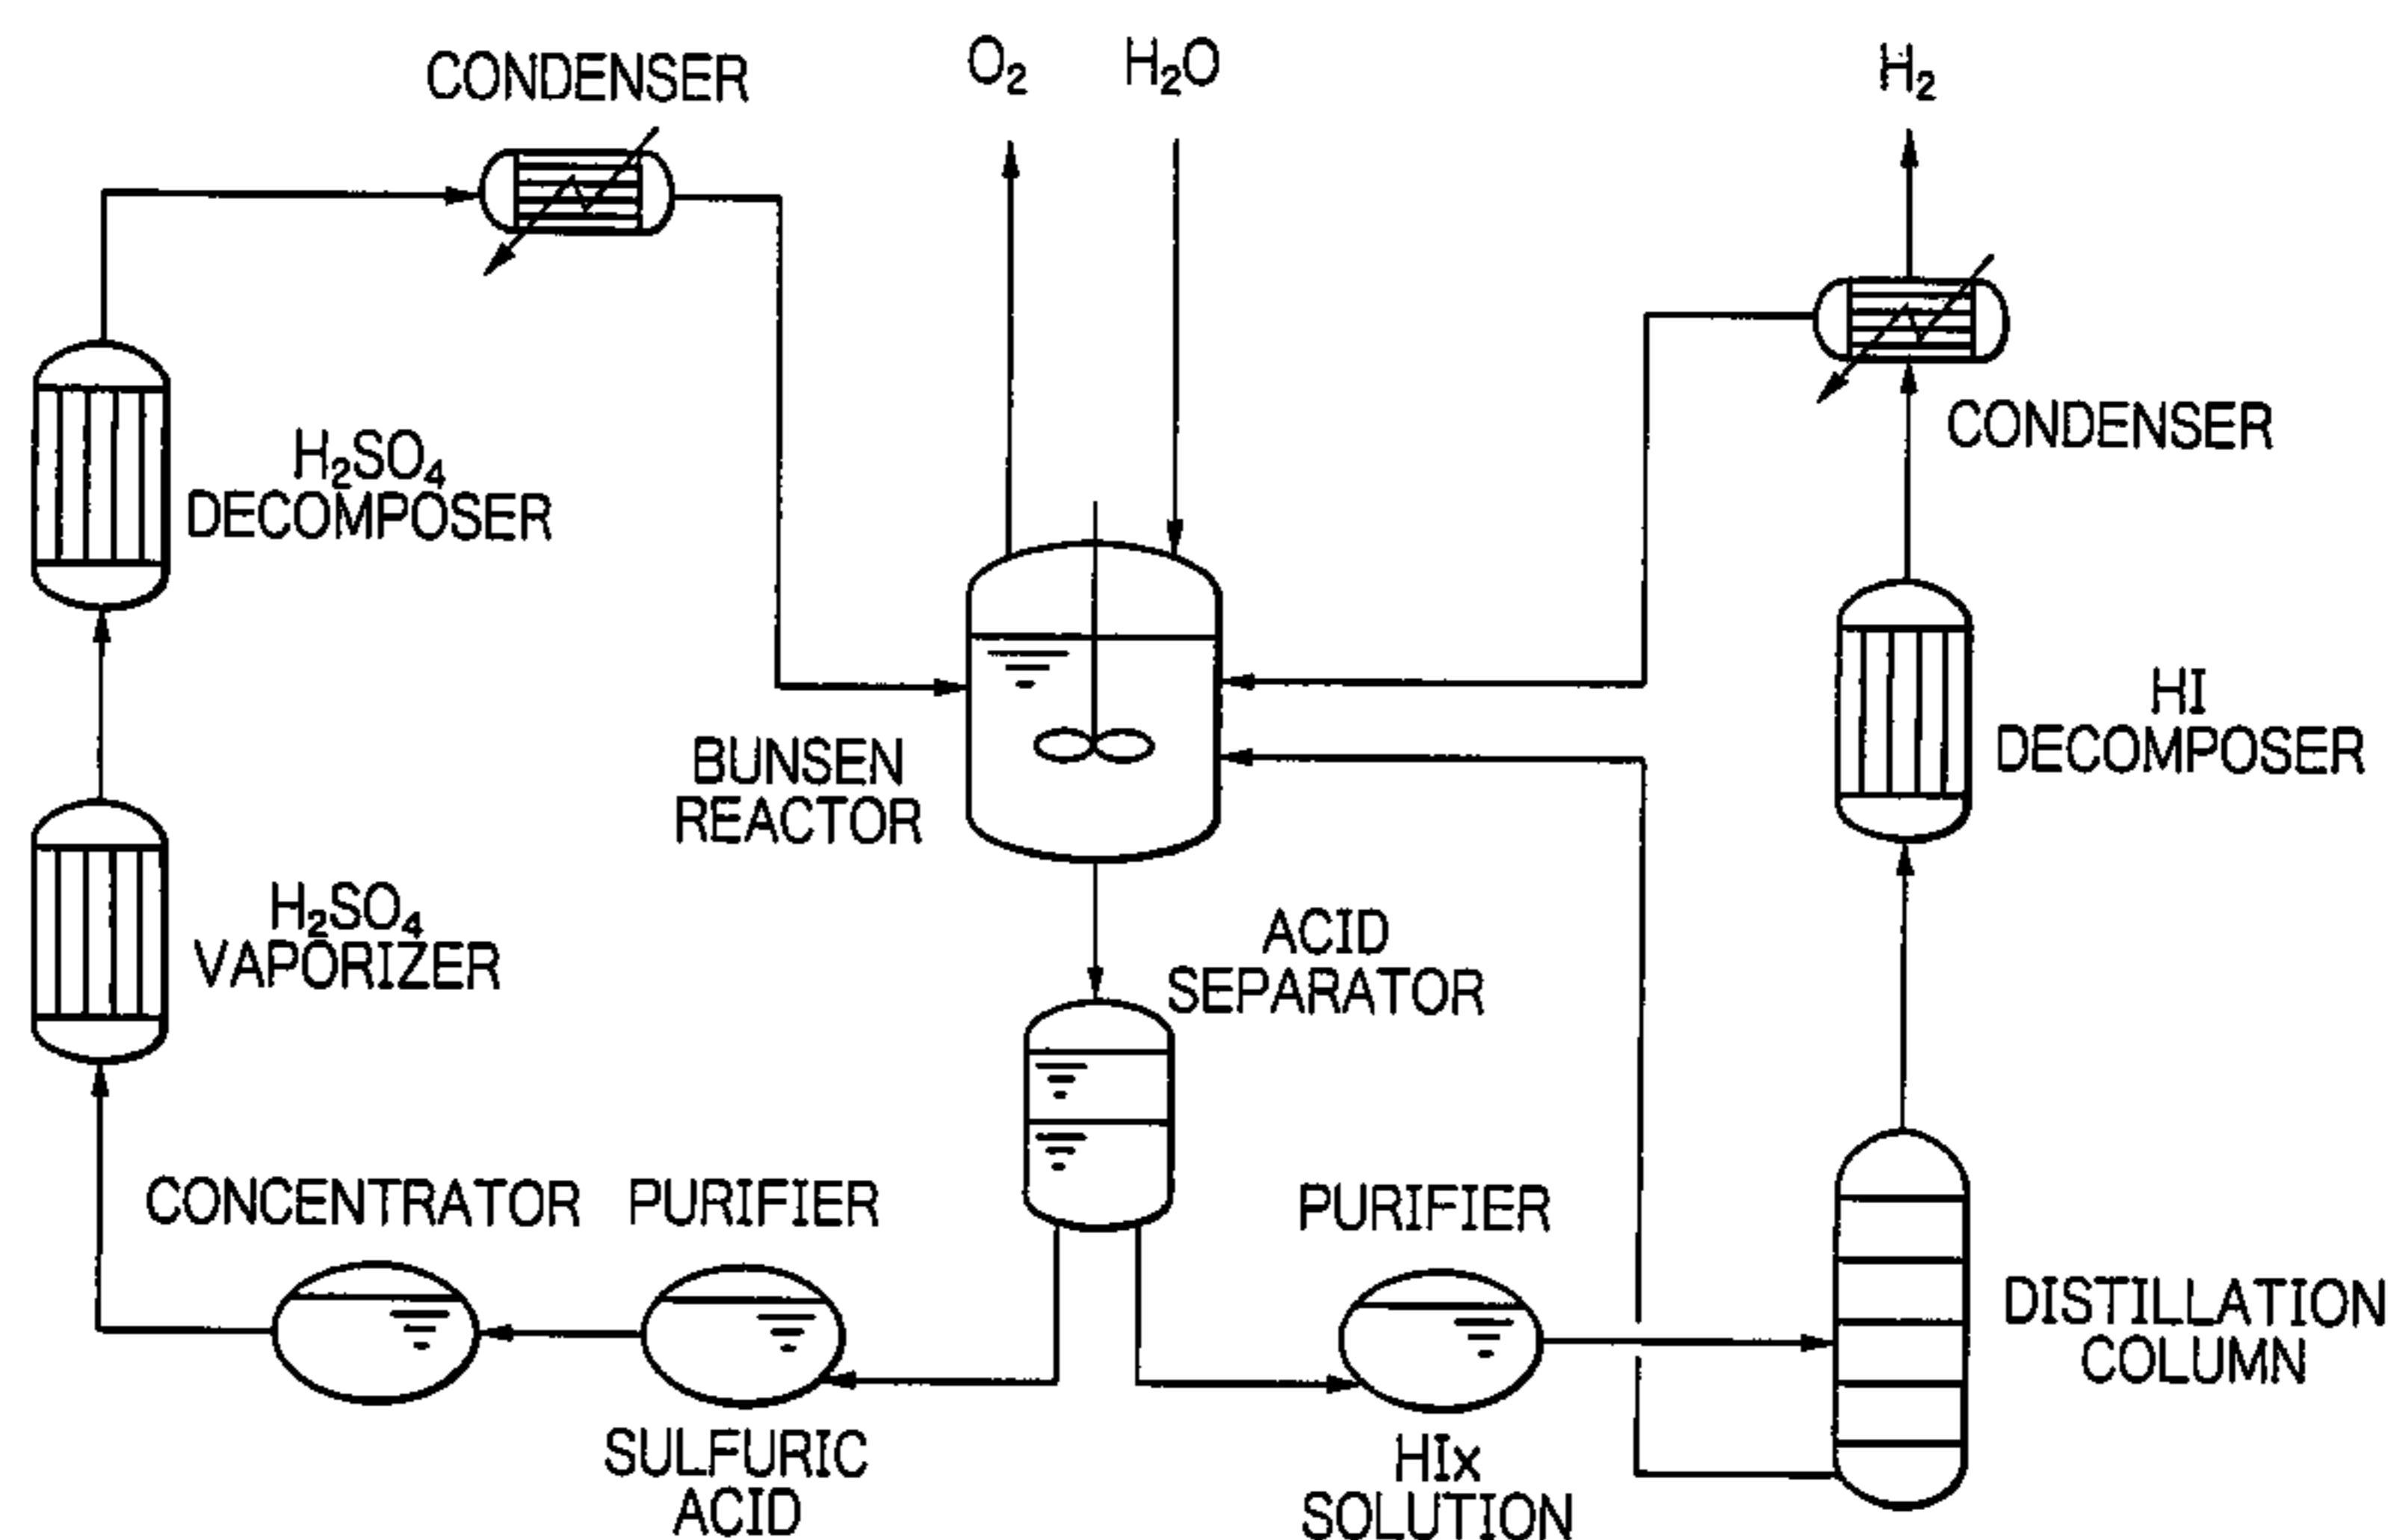 CONDENSER
O₂
H₂O
H₂
CONDENSER
H₂SO₄
DECOMPOSER
HI
DECOMPOSER
BUNSEN
REACTOR
H₂SO₄
VAPORIZER
ACID
SEPARATOR
CONCENTRATOR
PURIFIER
PURIFIER
DISTILLATION
COLUMN
SULFURIC
ACID
HIx
SOLUTION